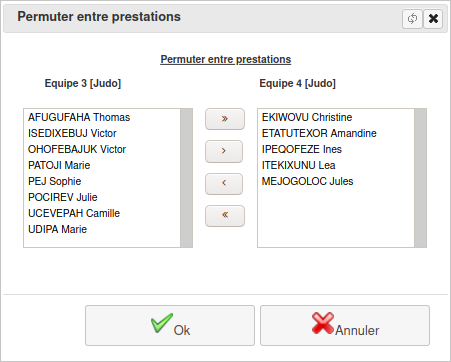 Permuter entre prestations
Permuter entre prestations
Equipe 3 [Judo]
Equipe 4 [Judo]
AFUGUFAHA Thomas
ISEDIXEBUJ Victor
OHOFEBAJUK Victor
PATOJI Marie
PEJ Sophie
POCIREV Julie
UCEVEPAH Camille
UDIPA Marie
»
›
‹
«
EKIWOVU Christine
ETATUTEXOR Amandine
IPEQOFEZE Ines
ITEKIXUNU Lea
MEJOGOLOC Jules
Ok
Annuler